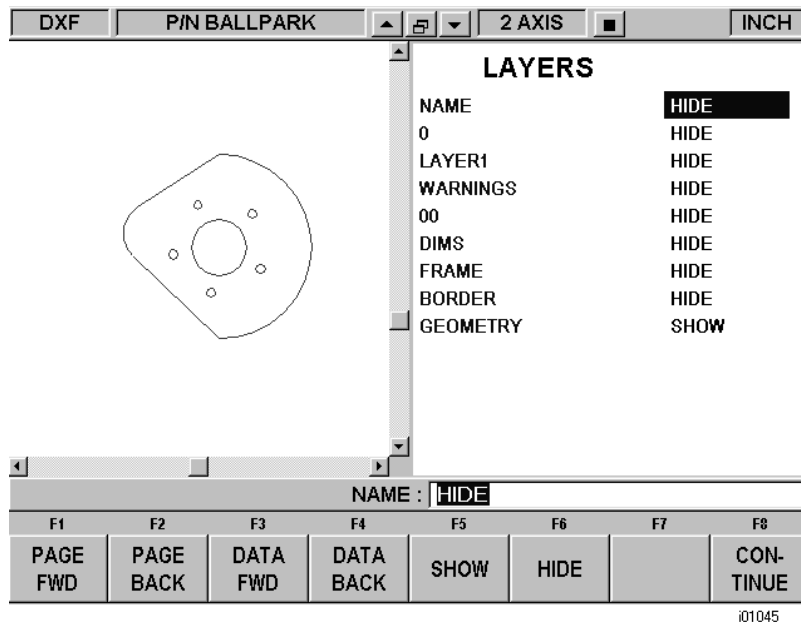 DXF P/N BALLPARK 2 AXIS INCH
LAYERS
NAME HIDE
0 HIDE
LAYER1 HIDE
WARNINGS HIDE
00 HIDE
DIMS HIDE
FRAME HIDE
BORDER HIDE
GEOMETRY SHOW
NAME : HIDE
F1 F2 F3 F4 F5 F6 F7 F8
PAGE FWD
PAGE BACK
DATA FWD
DATA BACK
SHOW
HIDE
CON-
TINUE
i01045